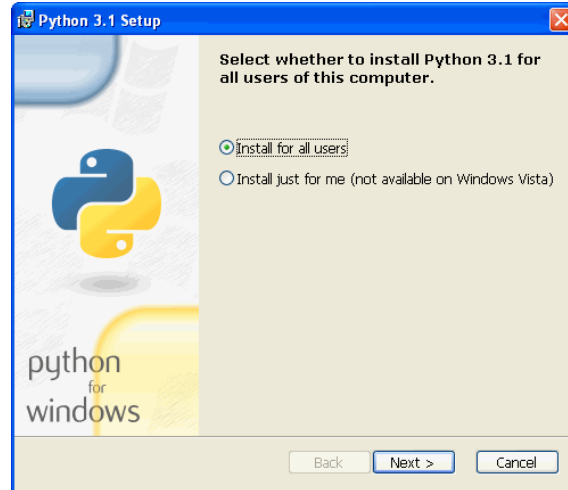 Python 3.1 Setup
Select whether to install Python 3.1 for
all users of this computer.
Install for all users
Install just for me (not available on Windows Vista)
python
for
windows
Back
Next >
Cancel